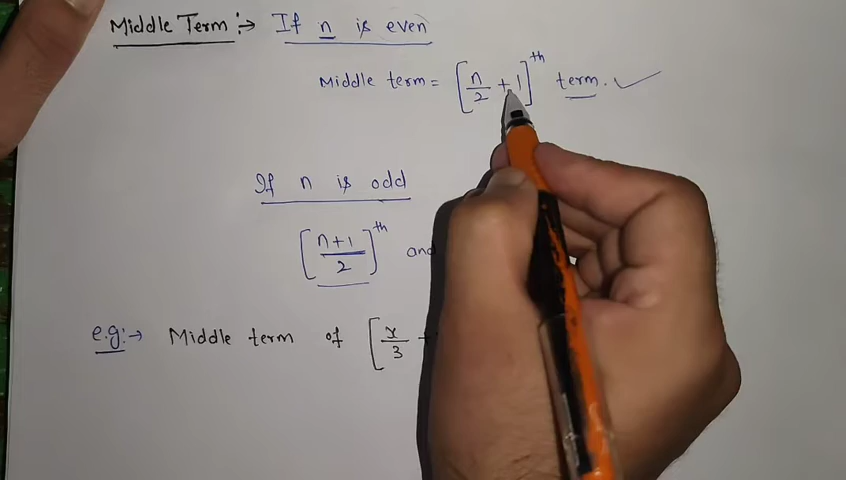 Middle Term :→ If n is even
Middle term = [n/2 + 1]^th term.
If n is odd
[n+1/2]^th and
e.g:→ Middle term of [x/3 +